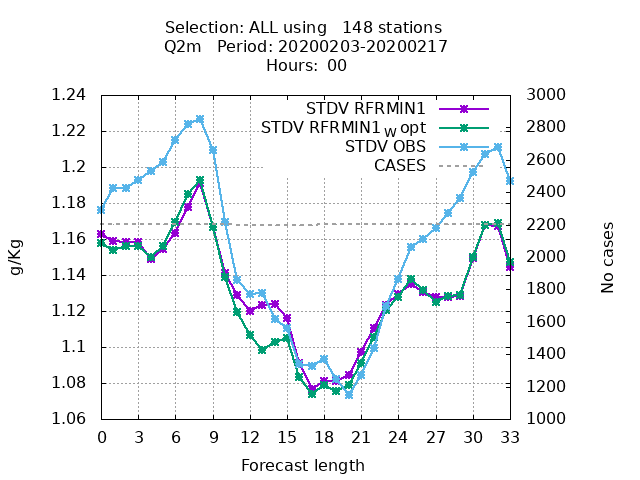 Selection: ALL using   148 stations
Q2m   Period: 20200203-20200217
Hours:  00
STDV RFRMIN1
STDV RFRMIN1w opt
STDV OBS
CASES
g/Kg
1.24
1.22
1.2
1.18
1.16
1.14
1.12
1.1
1.08
1.06
3000
2800
2600
2400
2200
2000
1800
1600
1400
1200
1000
No cases
0 3 6 9 12 15 18 21 24 27 30 33
Forecast length